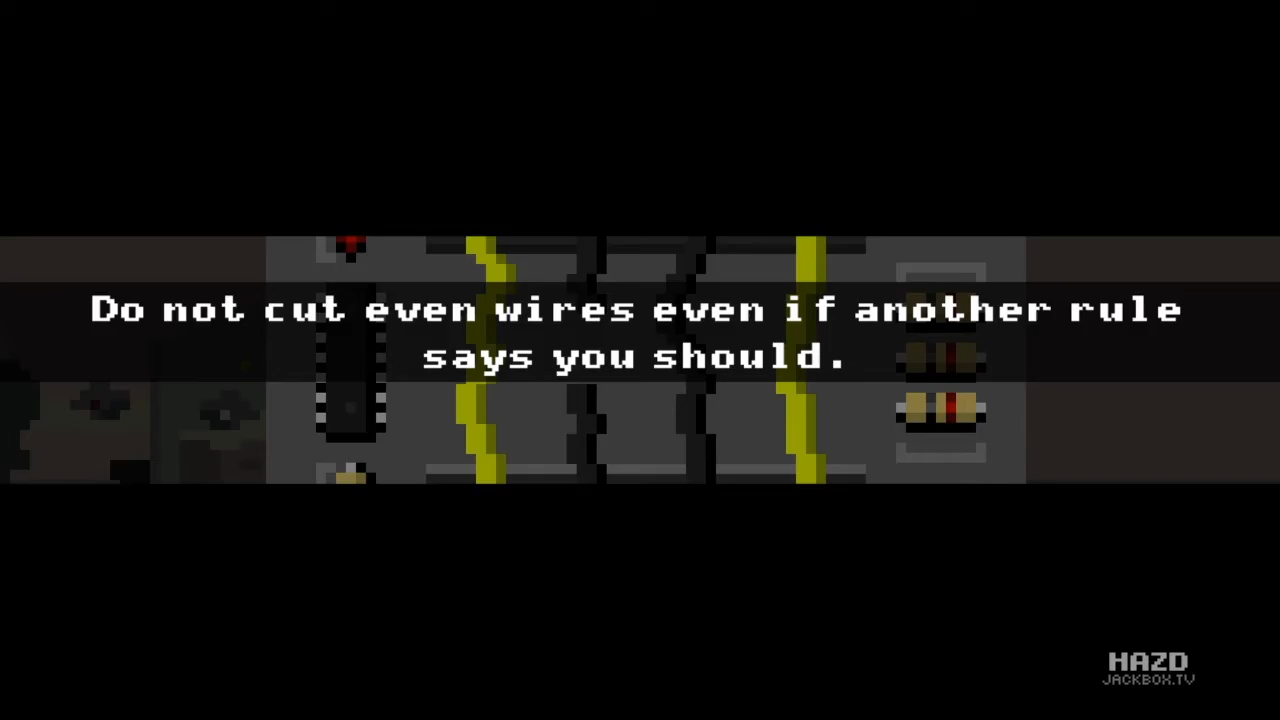 Do not cut even wires even if another rule
says you should.
HAZD
JACKBOX.TV